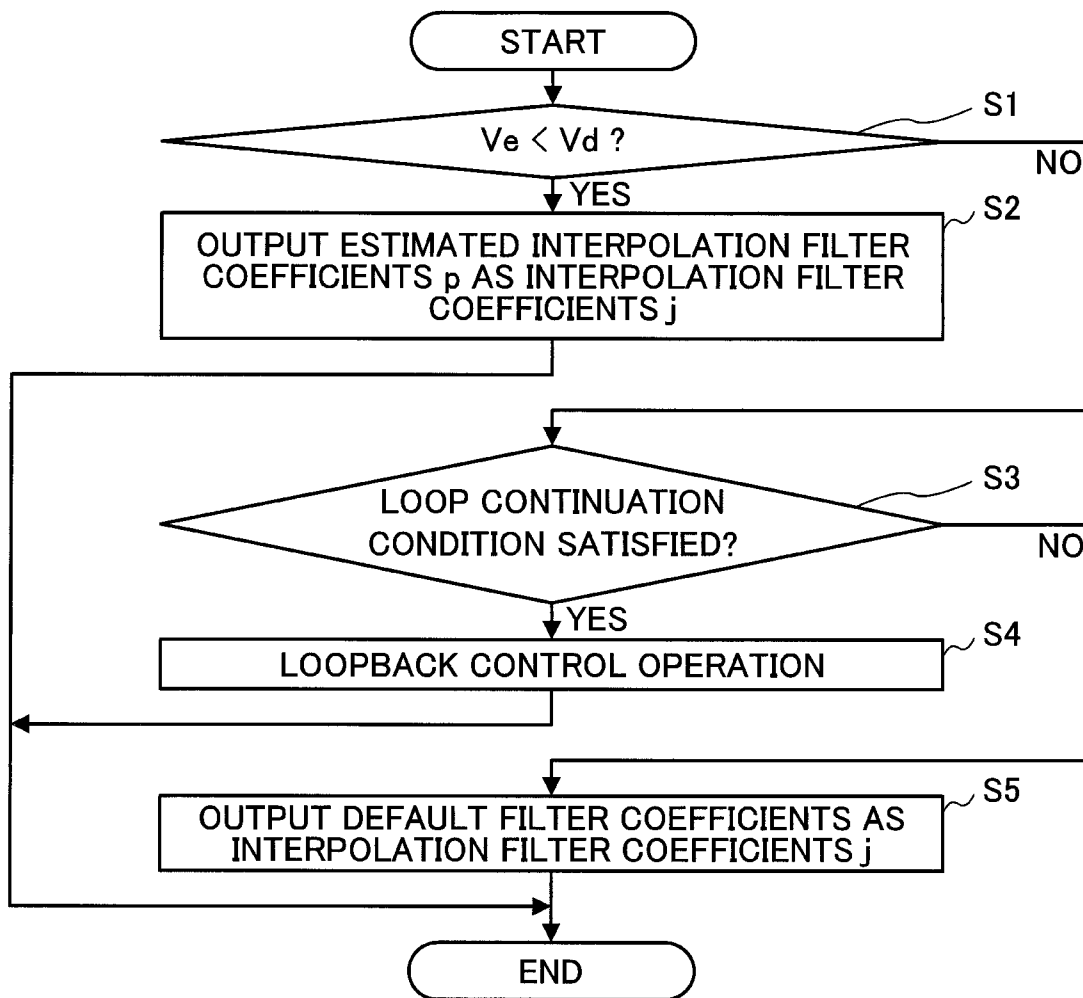 START
S1
Ve < Vd ?
NO
YES
S2
OUTPUT ESTIMATED INTERPOLATION FILTER
COEFFICIENTS p AS INTERPOLATION FILTER
COEFFICIENTS j
S3
LOOP CONTINUATION
CONDITION SATISFIED?
NO
YES
S4
LOOPBACK CONTROL OPERATION
S5
OUTPUT DEFAULT FILTER COEFFICIENTS AS
INTERPOLATION FILTER COEFFICIENTS j
END